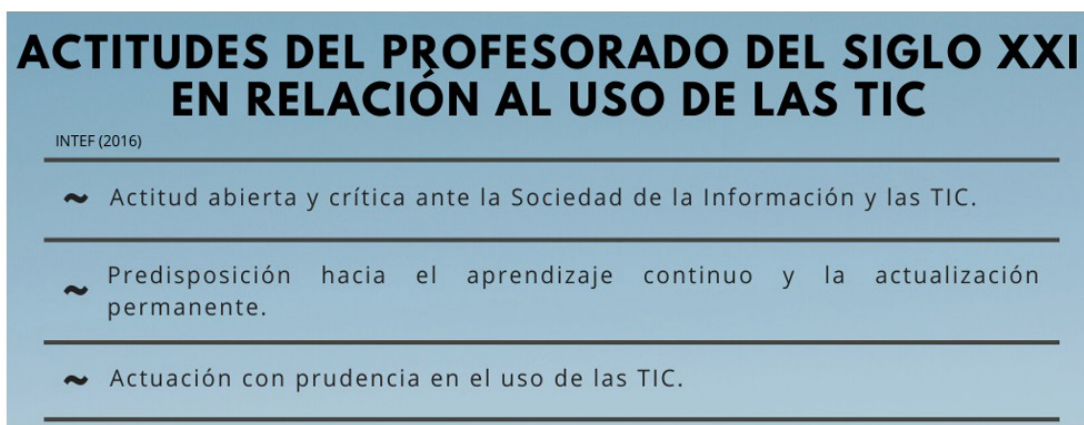 ACTITUDES DEL PROFESORADO DEL SIGLO XXI
EN RELACIÓN AL USO DE LAS TIC
INTEF (2016)
~ Actitud abierta y crítica ante la Sociedad de la Información y las TIC.
~ Predisposición hacia el aprendizaje continuo y la actualización
permanente.
~ Actuación con prudencia en el uso de las TIC.